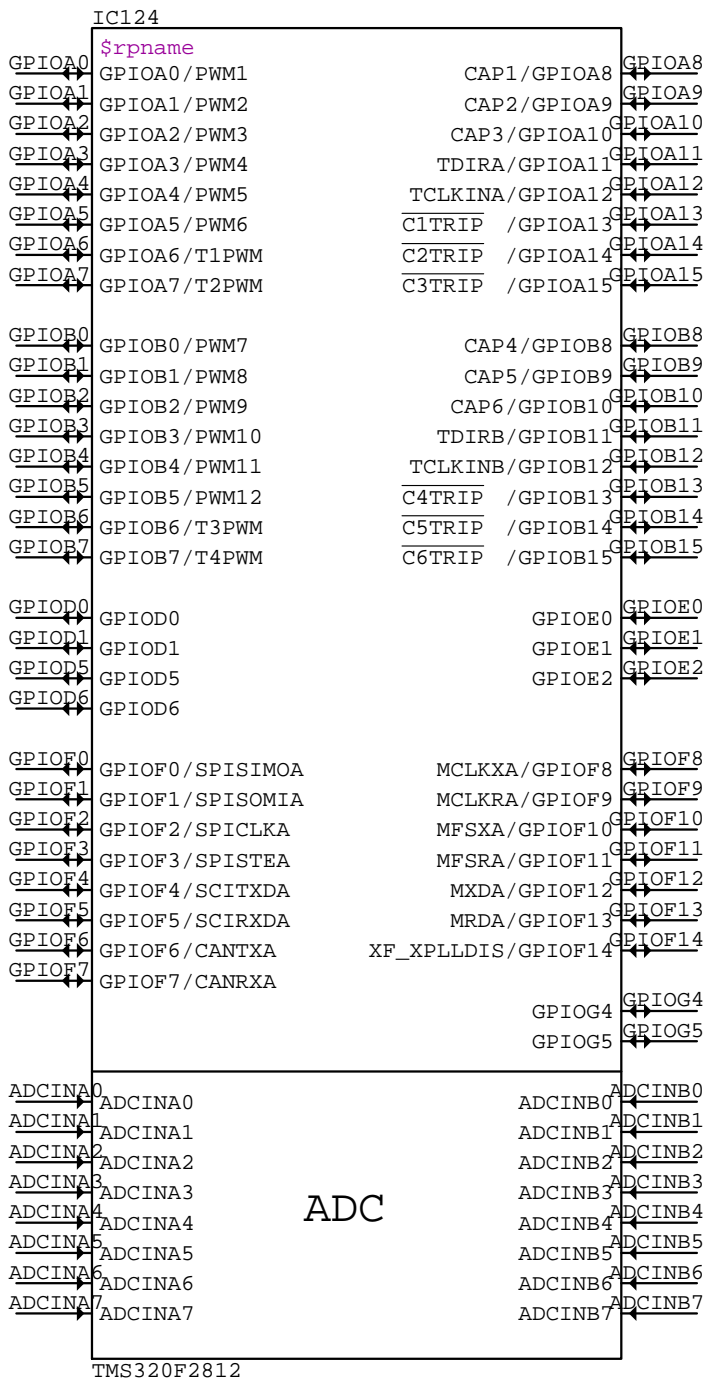 IC124
$rpname
GPIOA0 GPIOA0/PWM1 CAP1/GPIOA8 GPIOA8
GPIOA1 GPIOA1/PWM2 CAP2/GPIOA9 GPIOA9
GPIOA2 GPIOA2/PWM3 CAP3/GPIOA10 GPIOA10
GPIOA3 GPIOA3/PWM4 TDIRA/GPIOA11 GPIOA11
GPIOA4 GPIOA4/PWM5 TCLKINA/GPIOA12 GPIOA12
GPIOA5 GPIOA5/PWM6 C1TRIP /GPIOA13 GPIOA13
GPIOA6 GPIOA6/T1PWM C2TRIP /GPIOA14 GPIOA14
GPIOA7 GPIOA7/T2PWM C3TRIP /GPIOA15 GPIOA15
GPIOB0 GPIOB0/PWM7 CAP4/GPIOB8 GPIOB8
GPIOB1 GPIOB1/PWM8 CAP5/GPIOB9 GPIOB9
GPIOB2 GPIOB2/PWM9 CAP6/GPIOB10 GPIOB10
GPIOB3 GPIOB3/PWM10 TDIRB/GPIOB11 GPIOB11
GPIOB4 GPIOB4/PWM11 TCLKINB/GPIOB12 GPIOB12
GPIOB5 GPIOB5/PWM12 C4TRIP /GPIOB13 GPIOB13
GPIOB6 GPIOB6/T3PWM C5TRIP /GPIOB14 GPIOB14
GPIOB7 GPIOB7/T4PWM C6TRIP /GPIOB15 GPIOB15
GPIOD0 GPIOD0 GPIOE0 GPIOE0
GPIOD1 GPIOD1 GPIOE1 GPIOE1
GPIOD5 GPIOD5 GPIOE2 GPIOE2
GPIOD6 GPIOD6
GPIOF0 GPIOF0/SPISIMOA MCLKXA/GPIOF8 GPIOF8
GPIOF1 GPIOF1/SPISOMIA MCLKRA/GPIOF9 GPIOF9
GPIOF2 GPIOF2/SPICLKA MFSXA/GPIOF10 GPIOF10
GPIOF3 GPIOF3/SPISTEA MFSRA/GPIOF11 GPIOF11
GPIOF4 GPIOF4/SCITXDA MXDA/GPIOF12 GPIOF12
GPIOF5 GPIOF5/SCIRXDA MRDA/GPIOF13 GPIOF13
GPIOF6 GPIOF6/CANTXA XF_XPLLDIS/GPIOF14 GPIOF14
GPIOF7 GPIOF7/CANRXA
GPIOG4 GPIOG4
GPIOG5 GPIOG5
ADCINA0 ADCINA0 ADCINB0 ADCINB0
ADCINA1 ADCINA1 ADCINB1 ADCINB1
ADCINA2 ADCINA2 ADCINB2 ADCINB2
ADCINA3 ADCINA3 ADCINB3 ADCINB3
ADC
ADCINA4 ADCINA4 ADCINB4 ADCINB4
ADCINA5 ADCINA5 ADCINB5 ADCINB5
ADCINA6 ADCINA6 ADCINB6 ADCINB6
ADCINA7 ADCINA7 ADCINB7 ADCINB7
TMS320F2812